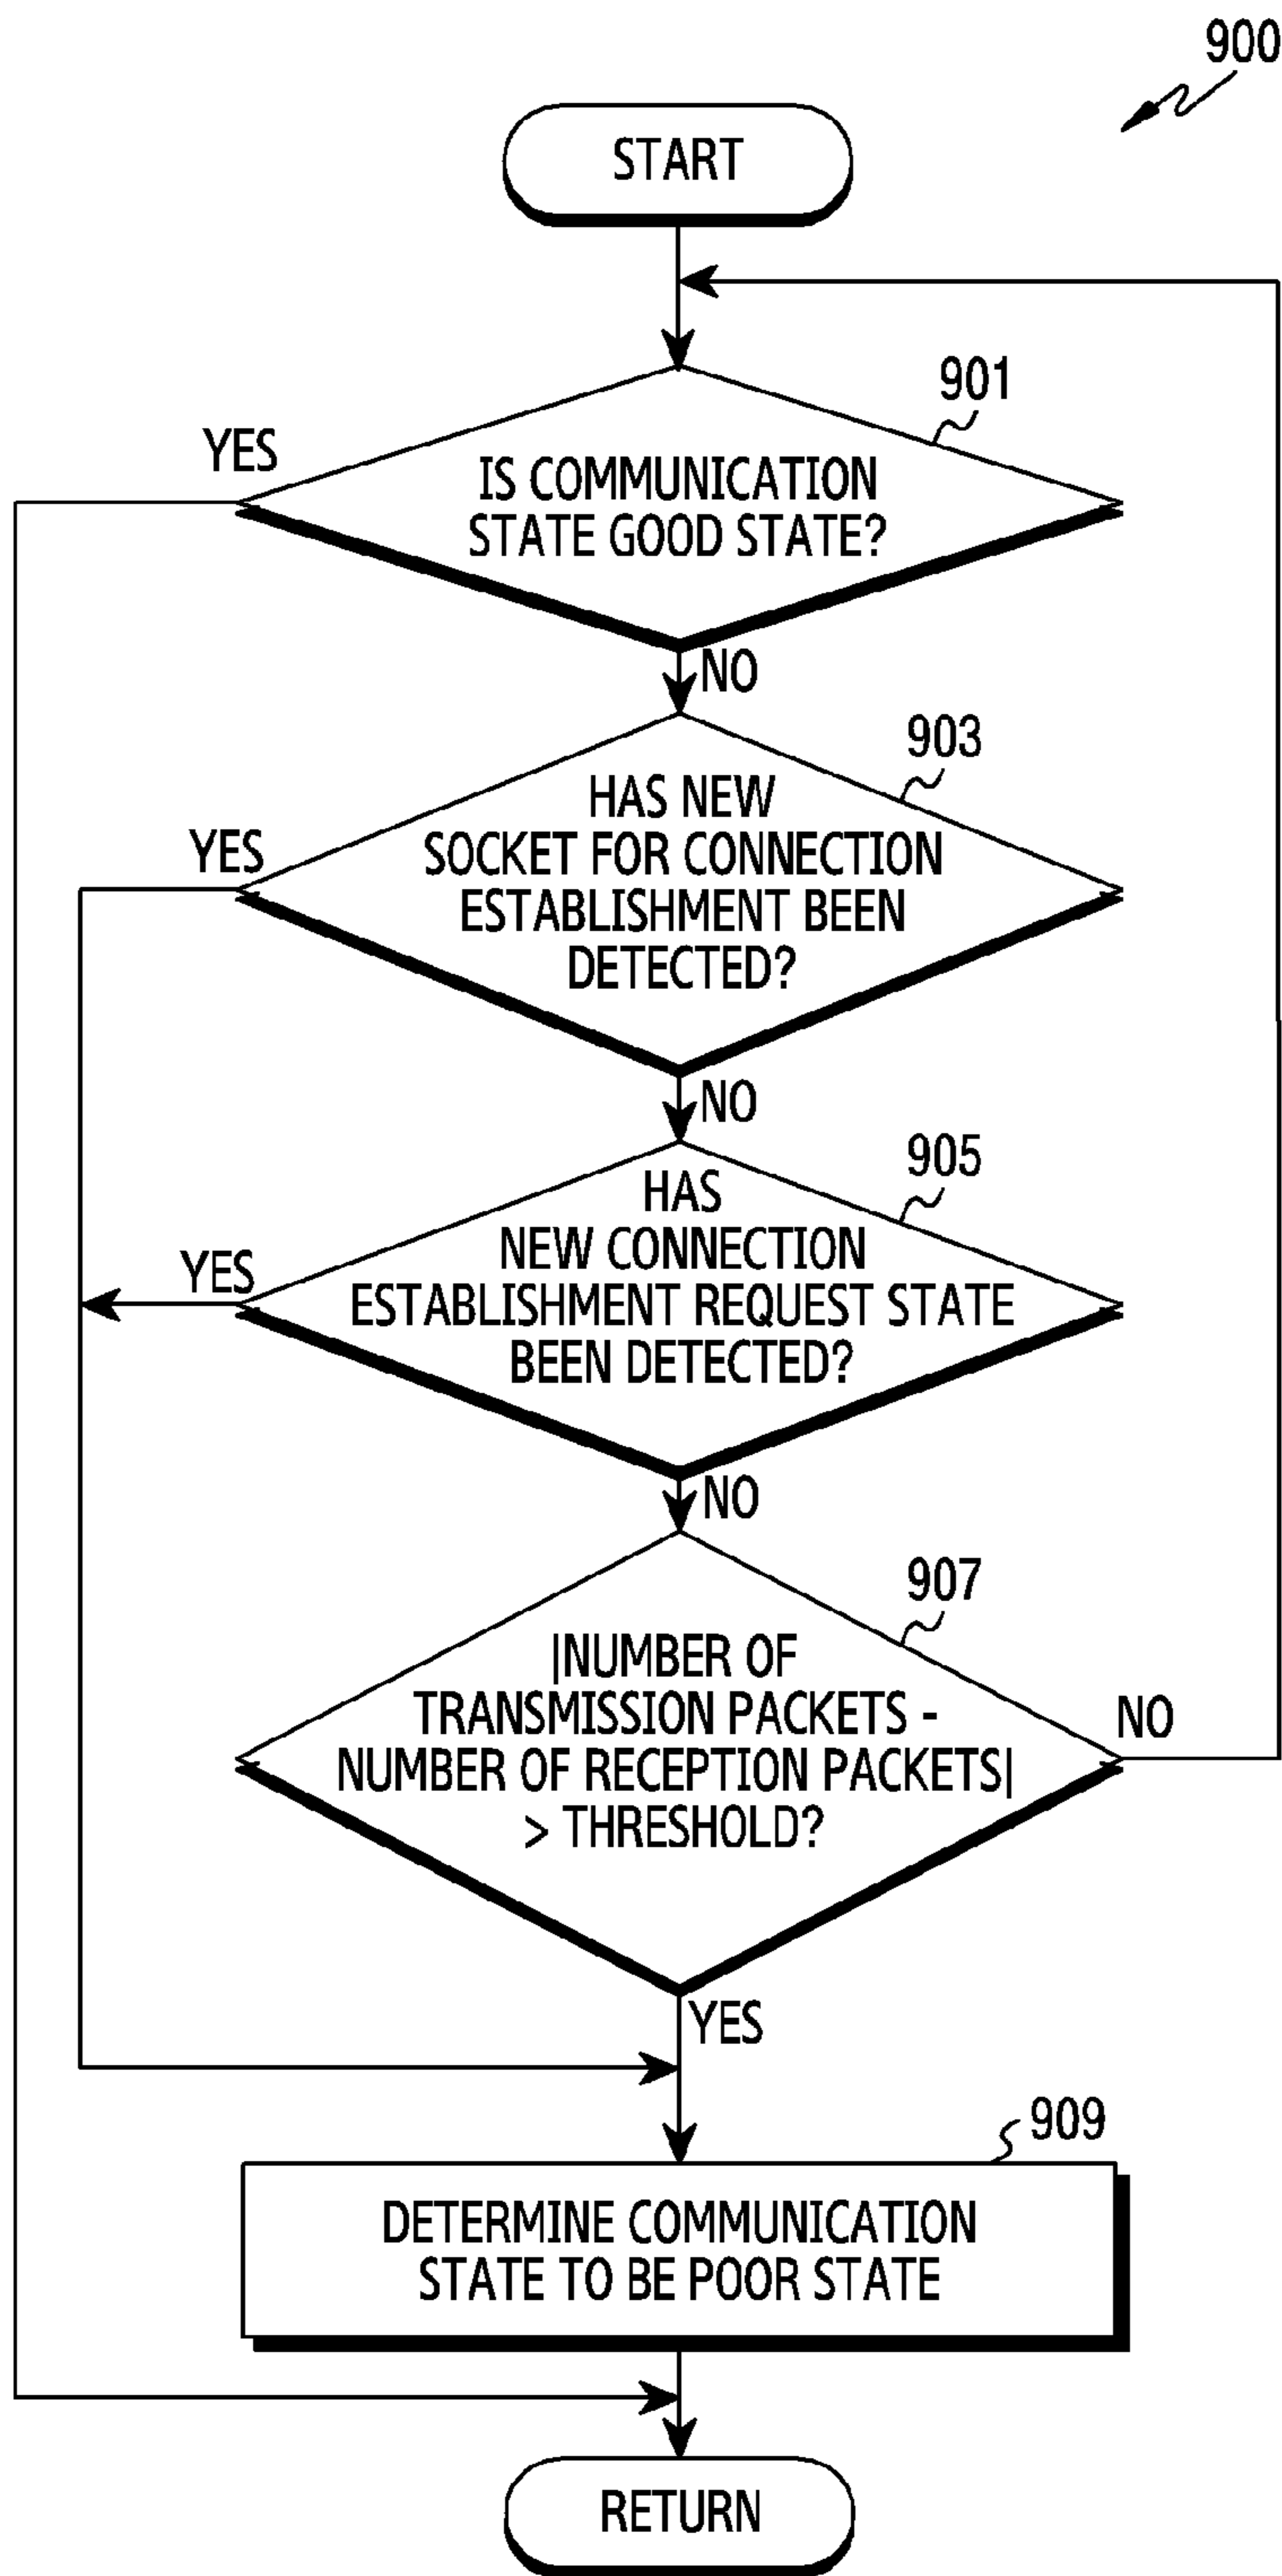 900
START
901
YES
IS COMMUNICATION
STATE GOOD STATE?
NO
903
HAS NEW
YES
SOCKET FOR CONNECTION
ESTABLISHMENT BEEN
DETECTED?
NO
905
HAS
NEW CONNECTION
YES
ESTABLISHMENT REQUEST STATE
BEEN DETECTED?
NO
907
|NUMBER OF
TRANSMISSION PACKETS -
NO
NUMBER OF RECEPTION PACKETS|
> THRESHOLD?
YES
909
DETERMINE COMMUNICATION
STATE TO BE POOR STATE
RETURN